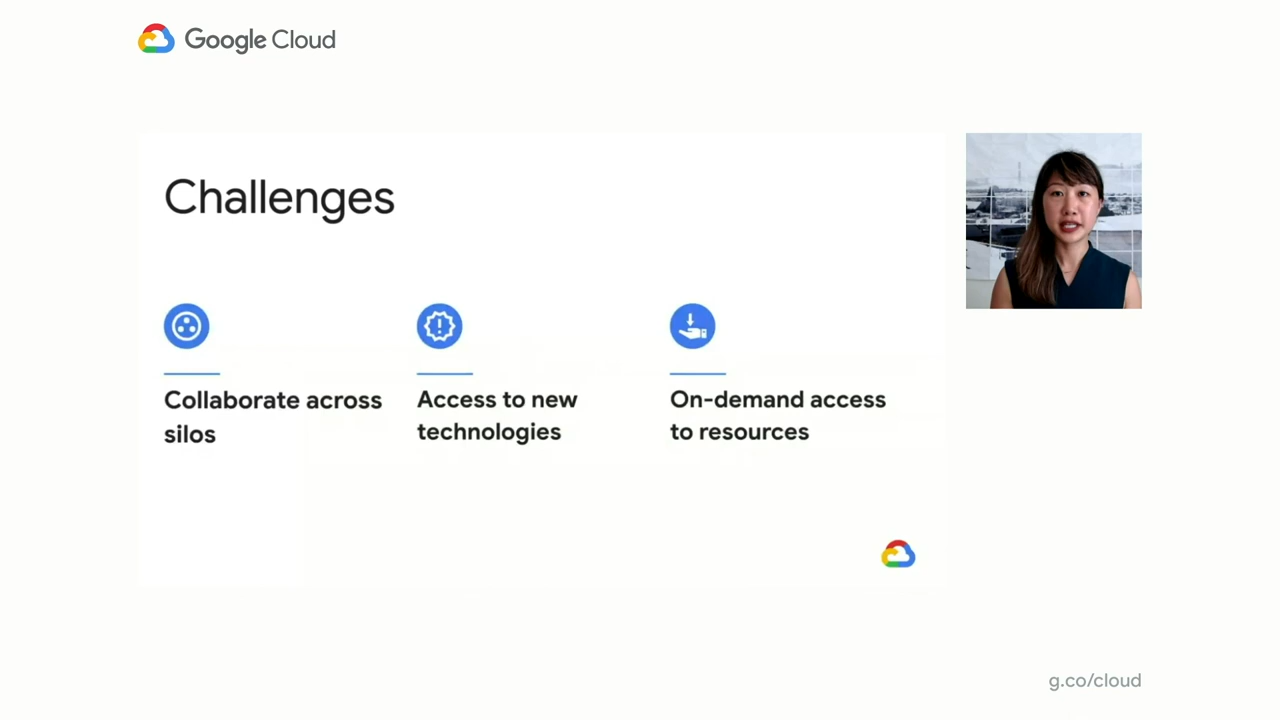 Google Cloud
Challenges
Collaborate across
silos
Access to new
technologies
On-demand access
to resources
g.co/cloud